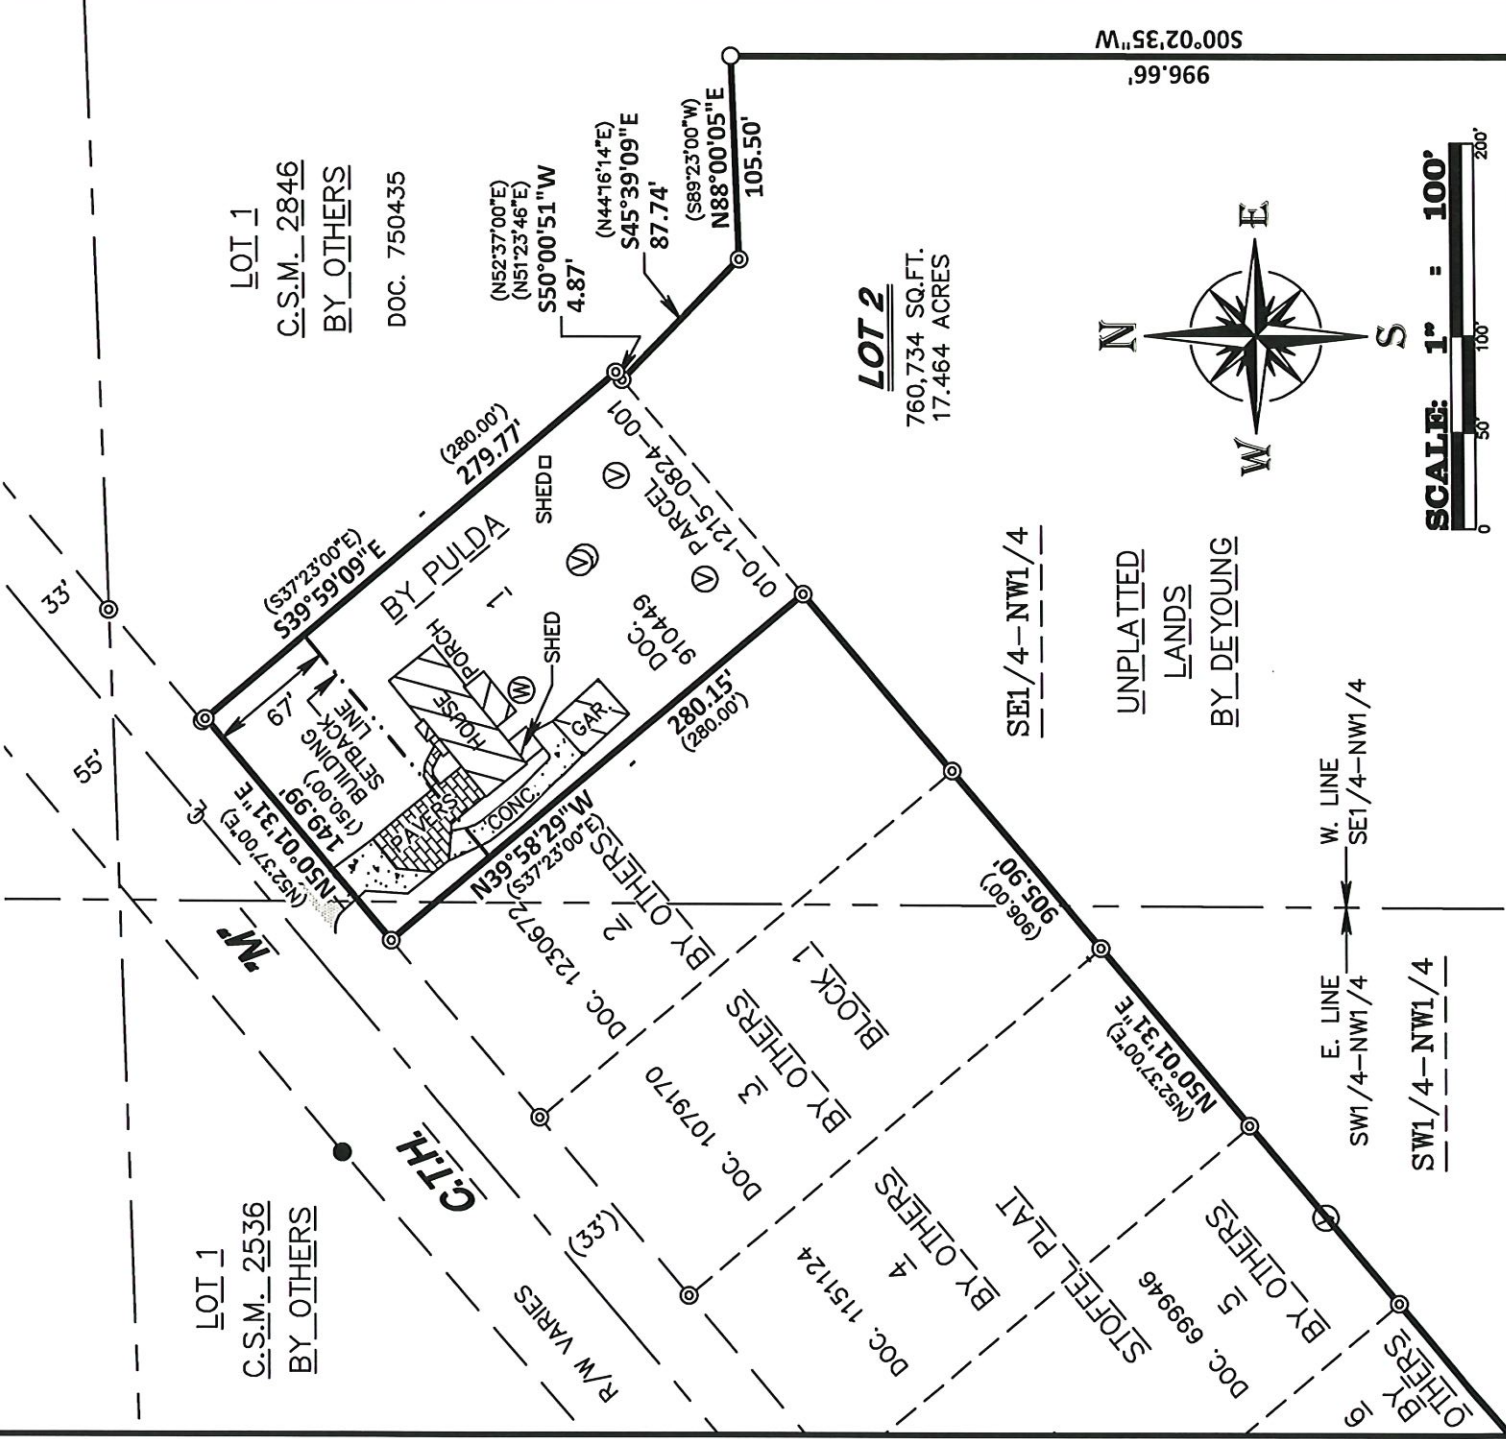 S00°02'35"W
996.66'
LOT 1
C.S.M. 2846
BY OTHERS
DOC. 750435
(N52°37'00"E)
(N51°23'46"E)
S50°00'51"W
4.87'
(N44°16'14"E)
S45°39'09"E
87.74'
(S89°23'00"W)
N88°00'05"E
105.50'
LOT 2
760,734 SQ.FT.
17.464 ACRES
N
E
S
W
SCALE: 1" = 100'
0
50'
100'
200'
33'
55'
(S37°23'00"E)
S39°59'09"E
(280.00')
279.77'
BY PULDA
1
SHED
PARCEL
010-1215-0824-001
V
V
V
DOC.
910449
67'
BUILDING
SETBACK
LINE
HOUSE
PORCH
W
SHED
GAR.
PAVERS
CONC.
(N52°37'00"E)
N50°01'31"E
149.99'
(150.00')
G
280.15'
(280.00')
N39°58'29"W
(S37°23'00"E)
"M"
C.T.H.
(33')
R/W VARIES
LOT 1
C.S.M. 2536
BY OTHERS
DOC. 1230672
2
BY OTHERS
DOC. 1079170
3
BY OTHERS
BLOCK 1
DOC. 1151124
4
BY OTHERS
STOFFEL PLAT
DOC. 699946
5
BY OTHERS
6
BY
OTHERS
V
905.90'
(906.00')
N50°01'31"E
(N52°37'00"E)
SE1/4-NW1/4
UNPLATTED
LANDS
BY DEYOUNG
W. LINE
SE1/4-NW1/4
E. LINE
SW1/4-NW1/4
SW1/4-NW1/4